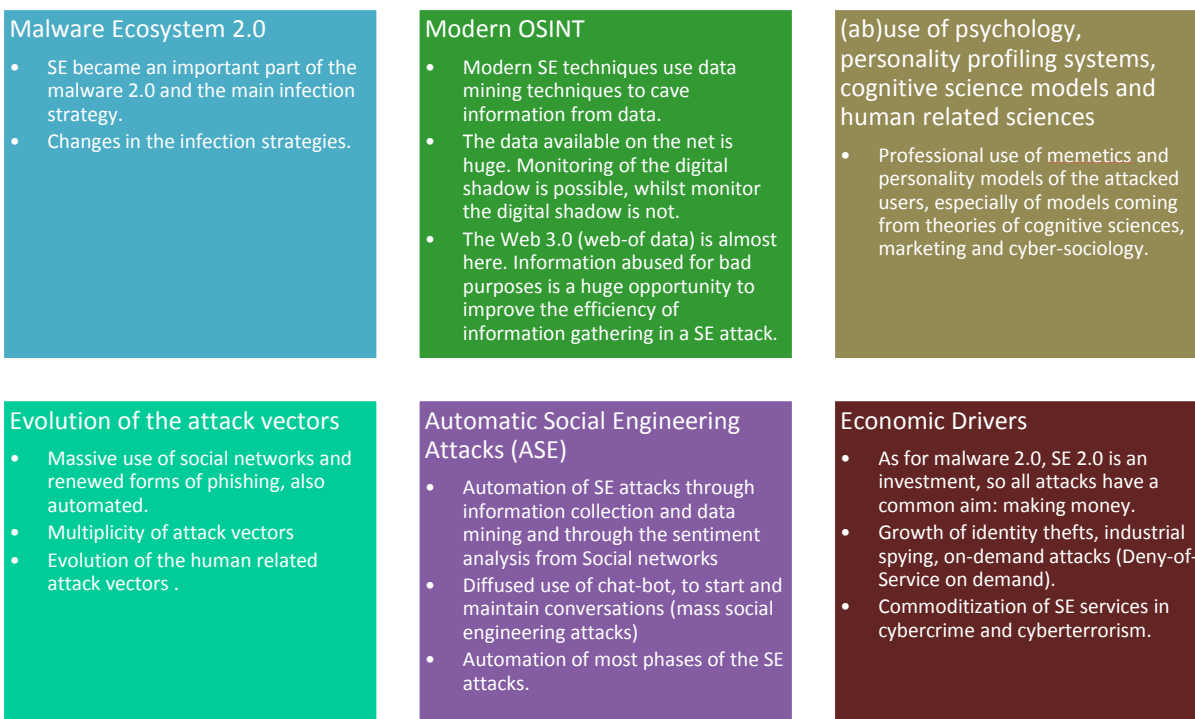 Malware Ecosystem 2.0
• SE became an important part of the
malware 2.0 and the main infection
strategy.
• Changes in the infection strategies.
Modern OSINT
• Modern SE techniques use data
mining techniques to cave
information from data.
• The data available on the net is
huge. Monitoring of the digital
shadow is possible, whilst monitor
the digital shadow is not.
• The Web 3.0 (web-of data) is almost
here. Information abused for bad
purposes is a huge opportunity to
improve the efficiency of
information gathering in a SE attack.
(ab)use of psychology,
personality profiling systems,
cognitive science models and
human related sciences
• Professional use of memetics and
personality models of the attacked
users, especially of models coming
from theories of cognitive sciences,
marketing and cyber-sociology.
Evolution of the attack vectors
• Massive use of social networks and
renewed forms of phishing, also
automated.
• Multiplicity of attack vectors
• Evolution of the human related
attack vectors .
Automatic Social Engineering
Attacks (ASE)
• Automation of SE attacks through
information collection and data
mining and through the sentiment
analysis from Social networks
• Diffused use of chat-bot, to start and
maintain conversations (mass social
engineering attacks)
• Automation of most phases of the SE
attacks.
Economic Drivers
• As for malware 2.0, SE 2.0 is an
investment, so all attacks have a
common aim: making money.
• Growth of identity thefts, industrial
spying, on-demand attacks (Deny-of-
Service on demand).
• Commoditization of SE services in
cybercrime and cyberterrorism.